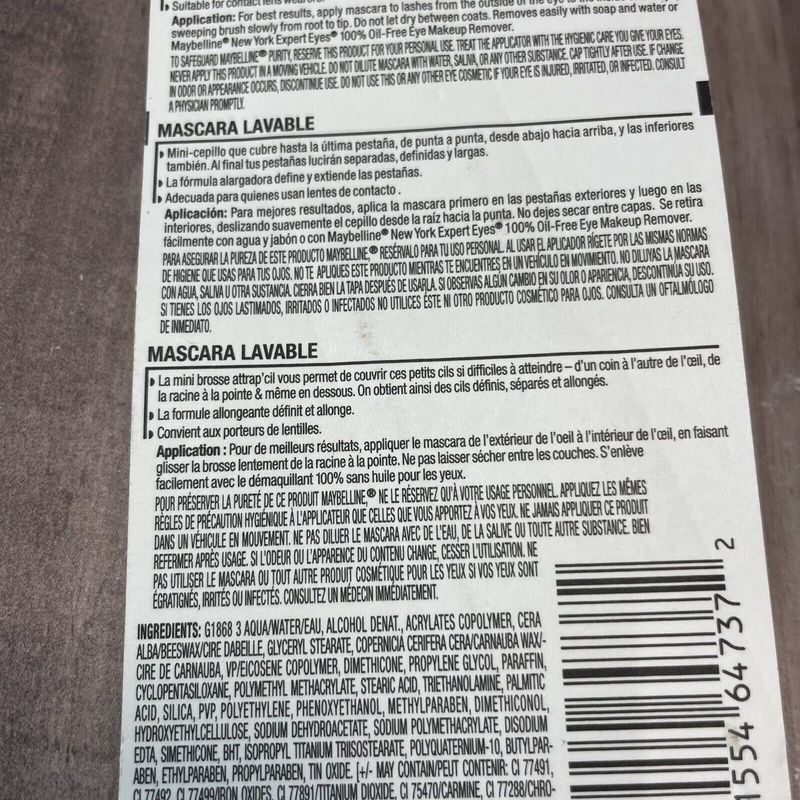 Suitable for contact lens wearers.
Application: For best results, apply mascara to lashes from the outside of the eye to the
sweeping brush slowly from root to tip. Do not let dry between coats. Removes easily with soap and water or
Maybelline® New York Expert Eyes® 100% Oil-Free Eye Makeup Remover.
TO SAFEGUARD MAYBELLINE® PURITY, RESERVE THIS PRODUCT FOR YOUR PERSONAL USE. TREAT THE APPLICATOR WITH THE HYGIENIC CARE YOU GIVE YOUR EYES.
NEVER APPLY THIS PRODUCT IN A MOVING VEHICLE. DO NOT DILUTE MASCARA WITH WATER, SALIVA, OR ANY OTHER SUBSTANCE. CAP TIGHTLY AFTER USE. IF CHANGE
IN ODOR OR APPEARANCE OCCURS, DISCONTINUE USE. DO NOT USE THIS OR ANY OTHER EYE COSMETIC IF YOUR EYE IS INJURED, IRRITATED, OR INFECTED. CONSULT
A PHYSICIAN PROMPTLY.
MASCARA LAVABLE
Mini-cepillo que cubre hasta la última pestaña, de punta a punta, desde abajo hacia arriba, y las inferiores
también. Al final tus pestañas lucirán separadas, definidas y largas.
La fórmula alargadora define y extiende las pestañas.
Adecuada para quienes usan lentes de contacto.
Aplicación: Para mejores resultados, aplica la mascara primero en las pestañas exteriores y luego en las
interiores, deslizando suavemente el cepillo desde la raíz hacia la punta. No dejes secar entre capas. Se retira
fácilmente con agua y jabón o con Maybelline® New York Expert Eyes® 100% Oil-Free Eye Makeup Remover.
PARA ASEGURAR LA PUREZA DE ESTE PRODUCTO MAYBELLINE,® RESÉRVALO PARA TU USO PERSONAL. AL USAR EL APLICADOR RÍGETE POR LAS MISMAS NORMAS
DE HIGIENE QUE USAS PARA TUS OJOS. NO TE APLIQUES ESTE PRODUCTO MIENTRAS TE ENCUENTRES EN UN VEHÍCULO EN MOVIMIENTO. NO DILUYAS LA MASCARA
CON AGUA, SALIVA U OTRA SUSTANCIA. CIERRA BIEN LA TAPA DESPUÉS DE USARLA. SI OBSERVAS ALGÚN CAMBIO EN SU OLOR O APARIENCIA, DESCONTINÚA SU USO.
SI TIENES LOS OJOS LASTIMADOS, IRRITADOS O INFECTADOS NO UTILICES ÉSTE NI OTRO PRODUCTO COSMÉTICO PARA OJOS. CONSULTA UN OFTALMÓLOGO
DE INMEDIATO.
MASCARA LAVABLE
La mini brosse attrap'cil vous permet de couvrir ces petits cils si difficiles à atteindre – d'un coin à l'autre de l'œil, de
la racine à la pointe & même en dessous. On obtient ainsi des cils définis, séparés et allongés.
La formule allongeante définit et allonge.
Convient aux porteurs de lentilles.
Application : Pour de meilleurs résultats, appliquer le mascara de l'extérieur de l'oeil à l'intérieur de l'œil, en faisant
glisser la brosse lentement de la racine à la pointe. Ne pas laisser sécher entre les couches. S'enlève
facilement avec le démaquillant 100% sans huile pour les yeux.
POUR PRÉSERVER LA PURETÉ DE CE PRODUIT MAYBELLINE,® NE LE RÉSERVEZ QU'À VOTRE USAGE PERSONNEL. APPLIQUEZ LES MÊMES
RÈGLES DE PRÉCAUTION HYGIÉNIQUE À L'APPLICATEUR QUE CELLES QUE VOUS APPORTEZ À VOS YEUX. NE JAMAIS APPLIQUER CE PRODUIT
DANS UN VÉHICULE EN MOUVEMENT. NE PAS DILUER LE MASCARA AVEC DE L'EAU, DE LA SALIVE OU TOUTE AUTRE SUBSTANCE. BIEN
REFERMER APRÈS USAGE. SI L'ODEUR OU L'APPARENCE DU CONTENU CHANGE, CESSER L'UTILISATION. NE
PAS UTILISER LE MASCARA OU TOUT AUTRE PRODUIT COSMÉTIQUE POUR LES YEUX SI VOS YEUX SONT
ÉGRATIGNÉS, IRRITÉS OU INFECTÉS. CONSULTEZ UN MÉDECIN IMMÉDIATEMENT.
INGREDIENTS: G1868 3 AQUA/WATER/EAU, ALCOHOL DENAT., ACRYLATES COPOLYMER, CERA
ALBA/BEESWAX/CIRE DABEILLE, GLYCERYL STEARATE, COPERNICIA CERIFERA CERA/CARNAUBA WAX/-
CIRE DE CARNAUBA, VP/EICOSENE COPOLYMER, DIMETHICONE, PROPYLENE GLYCOL, PARAFFIN,
CYCLOPENTASILOXANE, POLYMETHYL METHACRYLATE, STEARIC ACID, TRIETHANOLAMINE, PALMITIC
ACID, SILICA, PVP, POLYETHYLENE, PHENOXYETHANOL, METHYLPARABEN, DIMETHICONOL,
HYDROXYETHYLCELLULOSE, SODIUM DEHYDROACETATE, SODIUM POLYMETHACRYLATE, DISODIUM
EDTA, SIMETHICONE, BHT, ISOPROPYL TITANIUM TRIISOSTEARATE, POLYQUATERNIUM-10, BUTYLPAR-
ABEN, ETHYLPARABEN, PROPYLPARABEN, TIN OXIDE. [+/- MAY CONTAIN/PEUT CONTENIR: CI 77491,
CI 77492, CI 77499/IRON OXIDES, CI 77891/TITANIUM DIOXIDE, CI 75470/CARMINE, CI 77288/CHRO-
1554 64737 2